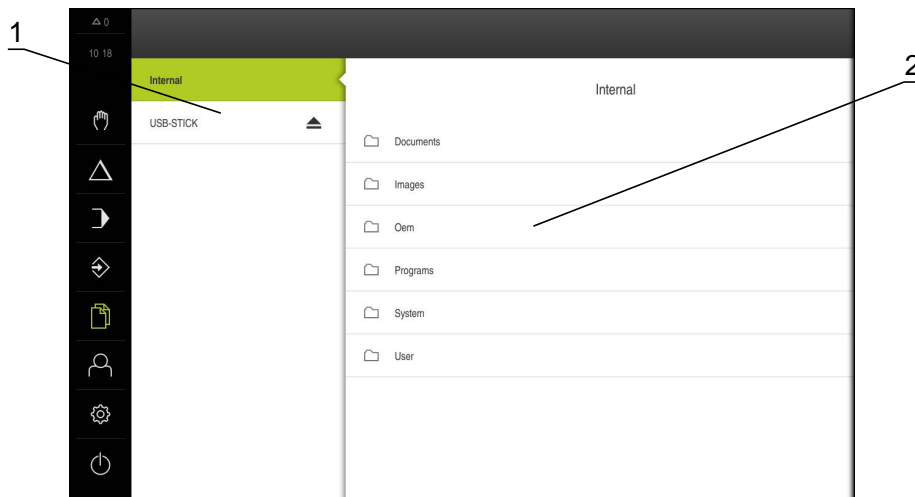 1
0
10 18
2
Internal
Internal
USB-STICK
Documents
Images
Oem
Programs
System
User